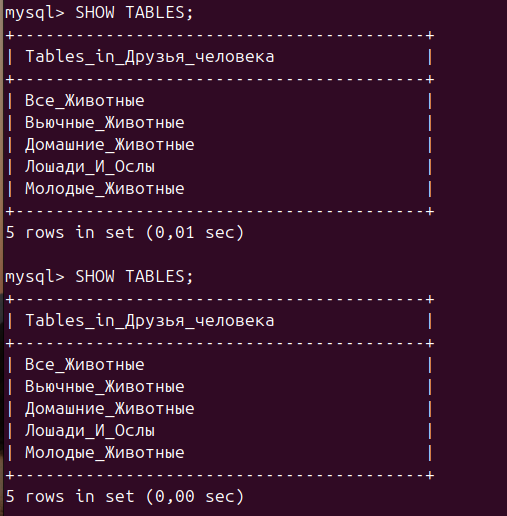 mysql> SHOW TABLES;
+-----------------------------------------+
| Tables_in_Друзья_человека               |
+-----------------------------------------+
| Все_Животные                            |
| Вьючные_Животные                        |
| Домашние_Животные                       |
| Лошади_И_Ослы                           |
| Молодые_Животные                        |
+-----------------------------------------+
5 rows in set (0,01 sec)

mysql> SHOW TABLES;
+-----------------------------------------+
| Tables_in_Друзья_человека               |
+-----------------------------------------+
| Все_Животные                            |
| Вьючные_Животные                        |
| Домашние_Животные                       |
| Лошади_И_Ослы                           |
| Молодые_Животные                        |
+-----------------------------------------+
5 rows in set (0,00 sec)